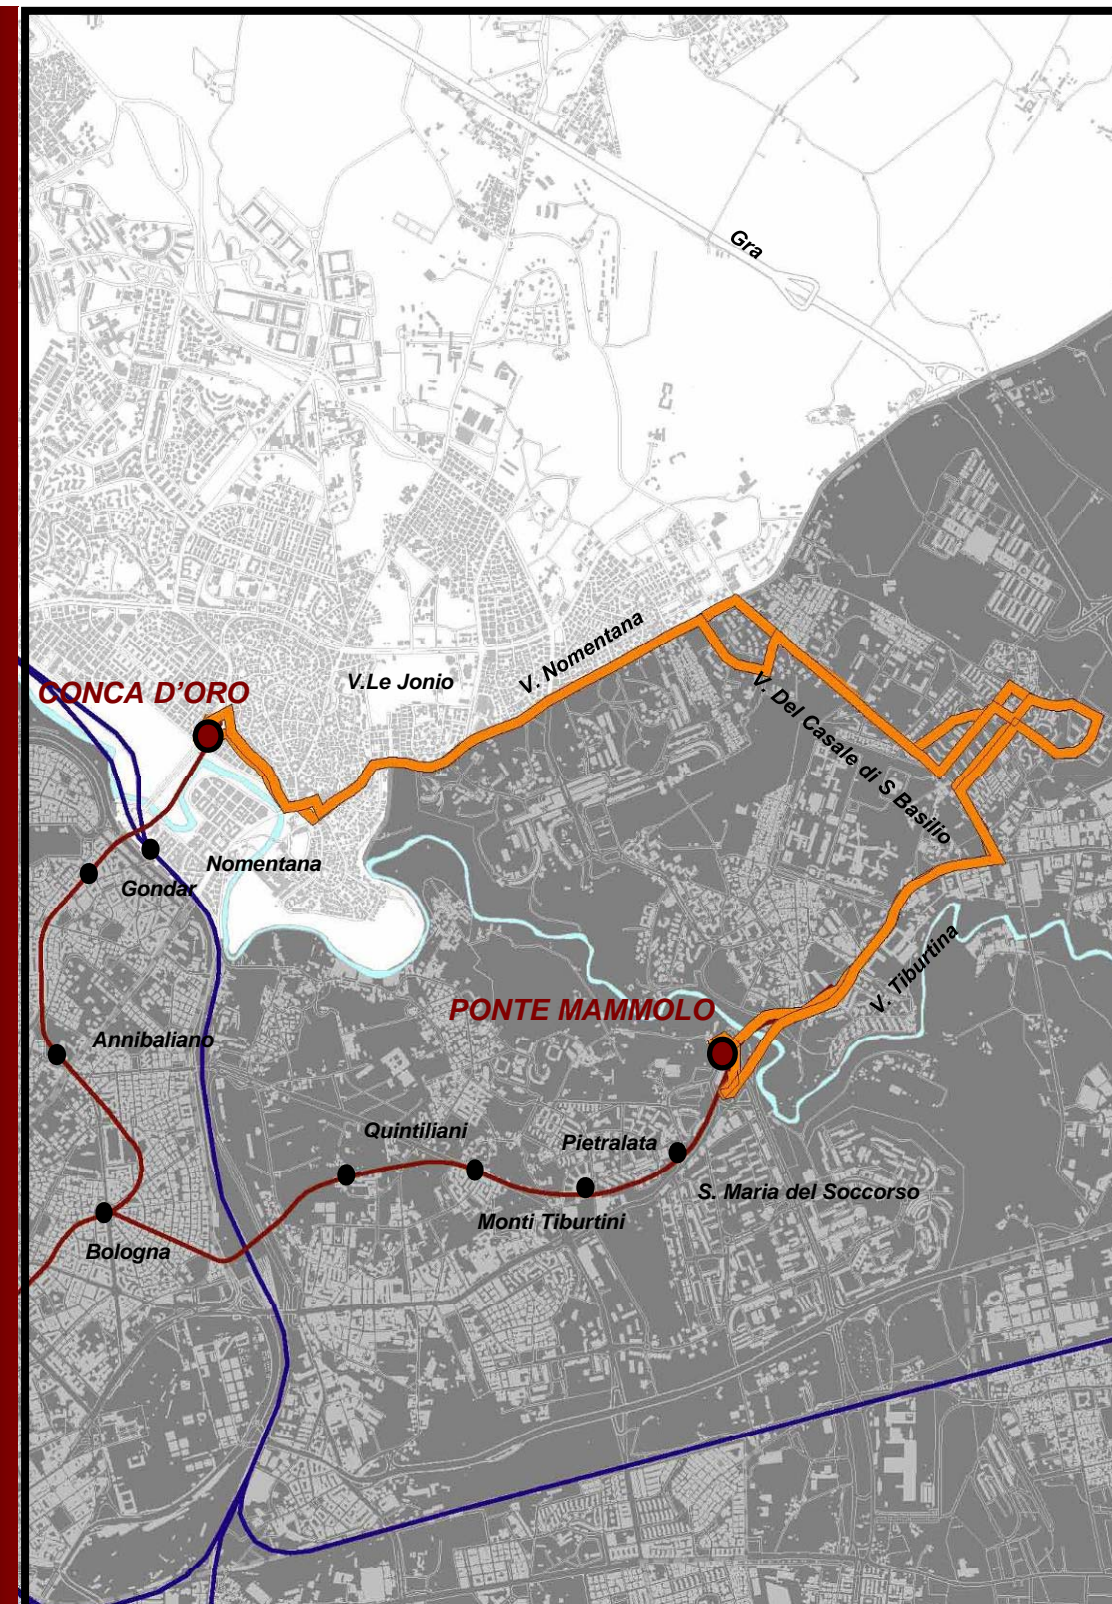 Gra
V. Nomentana
V.Le Jonio
CONCA D'ORO
V. Del Casale di S Basilio
Nomentana
Gondar
V. Tiburtina
PONTE MAMMOLO
Annibaliano
Quintiliani
Pietralata
S. Maria del Soccorso
Monti Tiburtini
Bologna